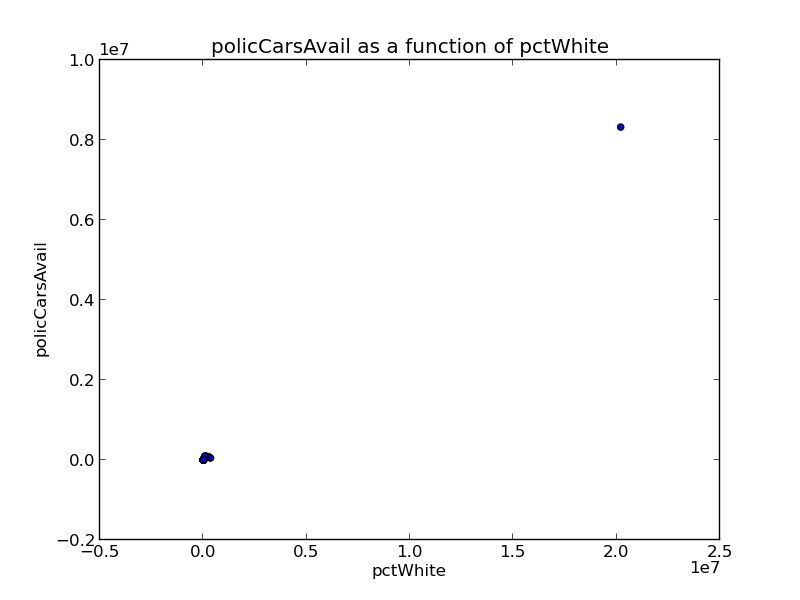 policCarsAvail as a function of pctWhite
1e7
1.0
0.8
0.6
0.4
0.2
0.0
−0.2
policCarsAvail
−0.5 0.0 0.5 1.0 1.5 2.0 2.5
1e7
pctWhite